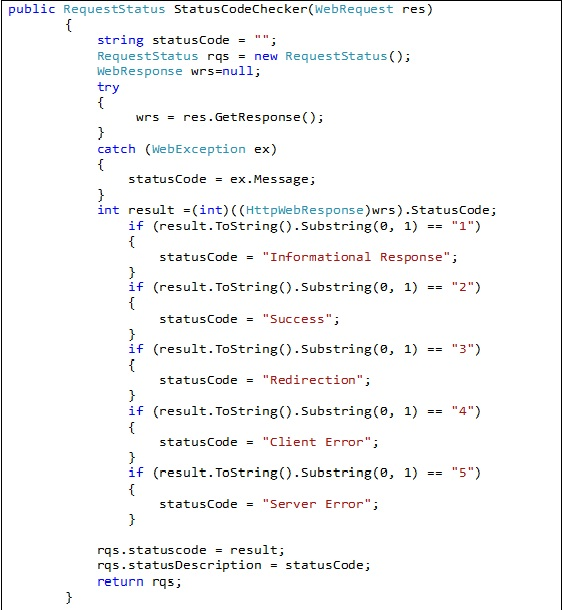 public RequestStatus StatusCodeChecker(WebRequest res)
{
string statusCode = "";
RequestStatus rqs = new RequestStatus();
WebResponse wrs=null;
try
{
wrs = res.GetResponse();
}
catch (WebException ex)
{
statusCode = ex.Message;
}
int result =(int)((HttpWebResponse)wrs).StatusCode;
if (result.ToString().Substring(0, 1) == "1")
{
statusCode = "Informational Response";
}
if (result.ToString().Substring(0, 1) == "2")
{
statusCode = "Success";
}
if (result.ToString().Substring(0, 1) == "3")
{
statusCode = "Redirection";
}
if (result.ToString().Substring(0, 1) == "4")
{
statusCode = "Client Error";
}
if (result.ToString().Substring(0, 1) == "5")
{
statusCode = "Server Error";
}
rqs.statuscode = result;
rqs.statusDescription = statusCode;
return rqs;
}